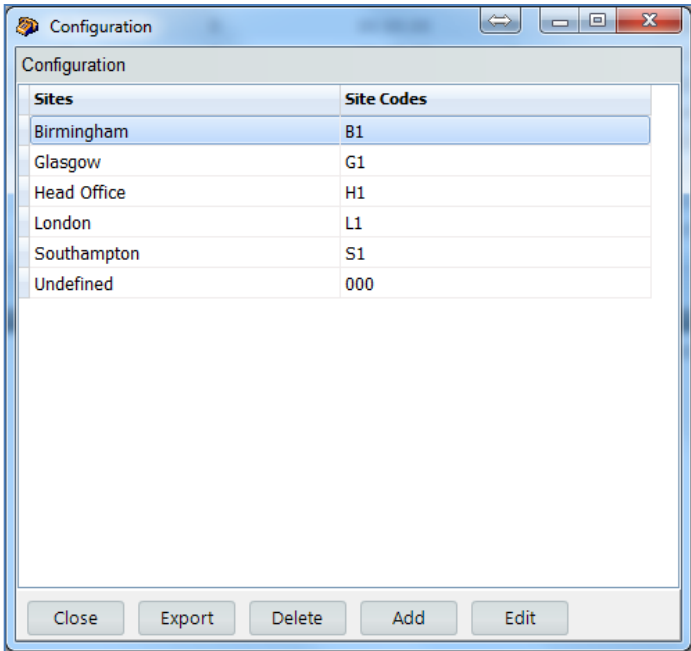 Configuration
Configuration
Sites Site Codes
Birmingham B1
Glasgow G1
Head Office H1
London L1
Southampton S1
Undefined 000
Close Export Delete Add Edit